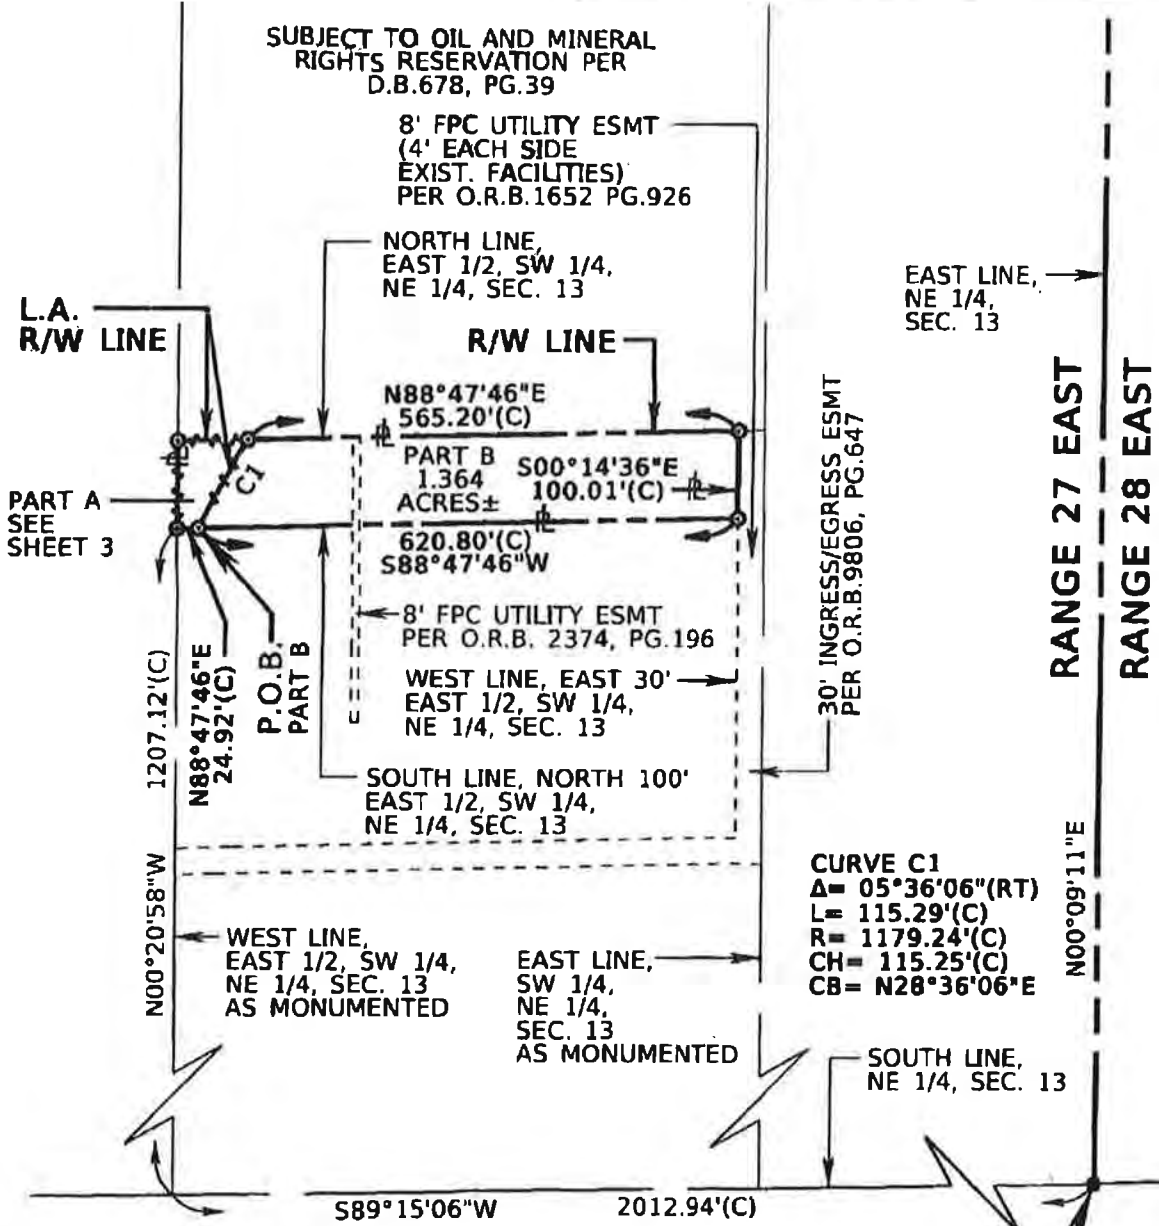 SUBJECT TO OIL AND MINERAL
RIGHTS RESERVATION PER
D.B.678, PG.39
8' FPC UTILITY ESMT
(4' EACH SIDE
EXIST. FACILITIES)
PER O.R.B.1652 PG.926
NORTH LINE,
EAST 1/2, SW 1/4,
NE 1/4, SEC. 13
EAST LINE,
NE 1/4,
SEC. 13
L.A.
R/W LINE
R/W LINE
N88°47'46"E
565.20'(C)
PART B
1.364
ACRES±
S00°14'36"E
100.01'(C)
C1
PART A
SEE
SHEET 3
620.80'(C)
S88°47'46"W
8' FPC UTILITY ESMT
PER O.R.B. 2374, PG.196
WEST LINE, EAST 30'
EAST 1/2, SW 1/4,
NE 1/4, SEC. 13
30' INGRESS/EGRESS ESMT
PER O.R.B.9806, PG.647
RANGE 27 EAST
RANGE 28 EAST
1207.12'(C)
N88°47'46"E
24.92'(C)
P.O.B.
PART B
SOUTH LINE, NORTH 100'
EAST 1/2, SW 1/4,
NE 1/4, SEC. 13
N00°20'58"W
WEST LINE,
EAST 1/2, SW 1/4,
NE 1/4, SEC. 13
AS MONUMENTED
EAST LINE,
SW 1/4,
NE 1/4,
SEC. 13
AS MONUMENTED
CURVE C1
Δ= 05°36'06"(RT)
L= 115.29'(C)
R= 1179.24'(C)
CH= 115.25'(C)
CB= N28°36'06"E
N00°09'11"E
SOUTH LINE,
NE 1/4, SEC. 13
S89°15'06"W 2012.94'(C)